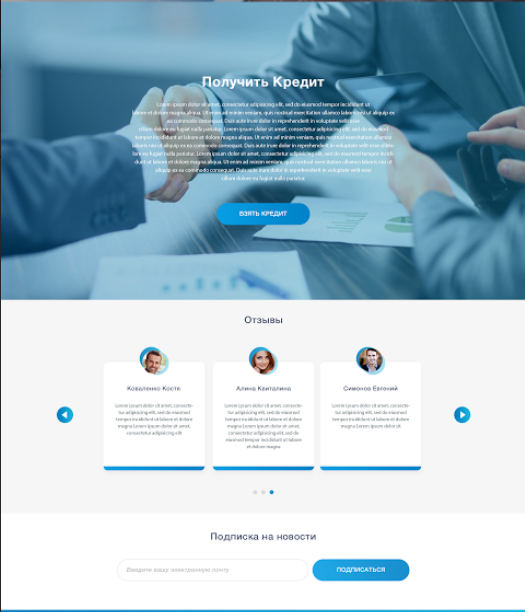 Получить Кредит
Lorem ipsum dolor sit amet, consectetur adipisicing elit, sed do eiusmod tempor incididunt ut
labore et dolore magna aliqua. Ut enim ad minim veniam, quis nostrud exercitation ullamco laboris nisi ut aliquip ex
ea commodo consequat. Duis aute irure dolor in reprehenderit in voluptate velit esse
cillum dolore eu fugiat nulla pariatur. Lorem ipsum dolor sit amet, consectetur adipisicing elit, sed do eiusmod
tempor incididunt ut labore et dolore magna aliqua. Ut enim ad minim veniam, quis nostrud exercitation ullamco
laboris nisi ut aliquip ex ea commodo consequat. Duis aute irure dolor in reprehenderit in voluptate velit esse cillum dolore
eu fugiat nulla pariatur. Lorem ipsum dolor sit amet, consectetur adipisicing elit, sed do eiusmod tempor incidi-
dunt ut labore et dolore magna aliqua. Ut enim ad minim veniam, quis nostrud exercitation ullamco laboris nisi ut
aliquip ex ea commodo consequat. Duis aute irure dolor in reprehenderit in voluptate velit esse
cillum dolore eu fugiat nulla pariatur.
ВЗЯТЬ КРЕДИТ
Отзывы
Коваленко Костя
Lorem ipsum dolor sit amet, consecte-
tur adipisicing elit, sed do eiusmod
tempor incididunt ut labore et dolore
magna Lorem ipsum dolor sit amet,
consectetur adipisicing elit
Алина Кваиталина
Lorem ipsum dolor sit amet, consecte-
tur adipisicing elit, sed do eiusmod
tempor incididunt ut labore et dolore
magna Lorem ipsum dolor sit amet,
consectetur adipisicing elit, sed do
eiusmod tempor incididunt ut labore
et dolore magna
Симонов Евгений
Lorem ipsum dolor sit amet, consecte-
tur adipisicing elit, sed do eiusmod
tempor incididunt ut labore et dolore
magna Lorem ipsum dolor sit
Подписка на новости
Введите вашу электронную почту
ПОДПИСАТЬСЯ